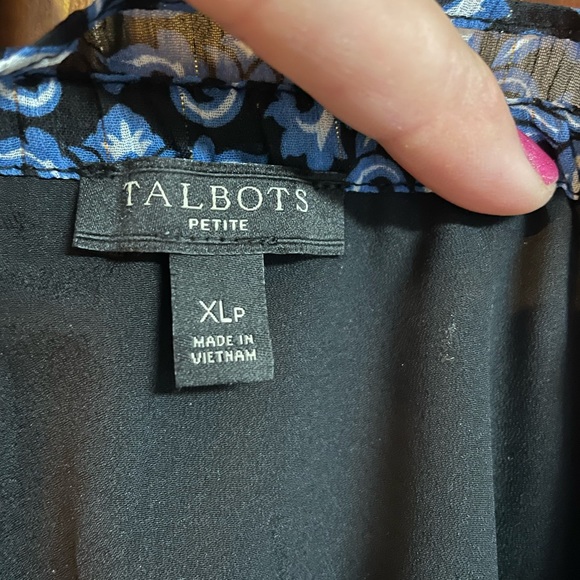 TALBOTS
PETITE
XLP
MADE IN
VIETNAM